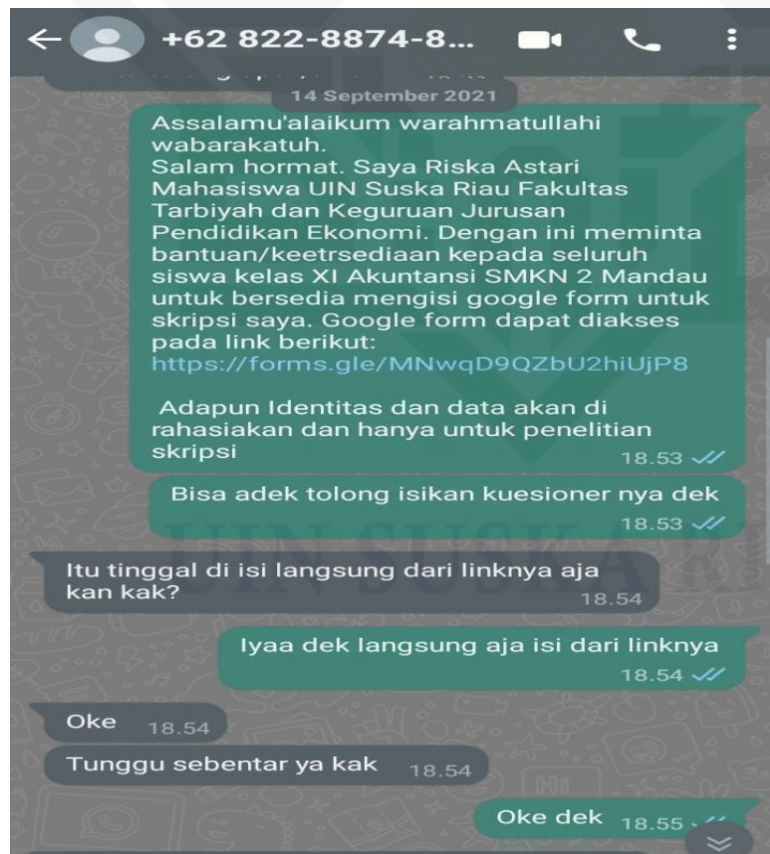 +62 822-8874-8...
14 September 2021
Assalamu'alaikum warahmatullahi
wabarakatuh.
Salam hormat. Saya Riska Astari
Mahasiswa UIN Suska Riau Fakultas
Tarbiyah dan Keguruan Jurusan
Pendidikan Ekonomi. Dengan ini meminta
bantuan/keetrsediaan kepada seluruh
siswa kelas XI Akuntansi SMKN 2 Mandau
untuk bersedia mengisi google form untuk
skripsi saya. Google form dapat diakses
pada link berikut:
https://forms.gle/MNwqD9QZbU2hiUjP8
Adapun Identitas dan data akan di
rahasiakan dan hanya untuk penelitian
skripsi
18.53
Bisa adek tolong isikan kuesioner nya dek
18.53
UIN SUSKA RI
Itu tinggal di isi langsung dari linknya aja
kan kak?
18.54
Iyaa dek langsung aja isi dari linknya
18.54
Oke 18.54
Tunggu sebentar ya kak 18.54
Oke dek 18.55